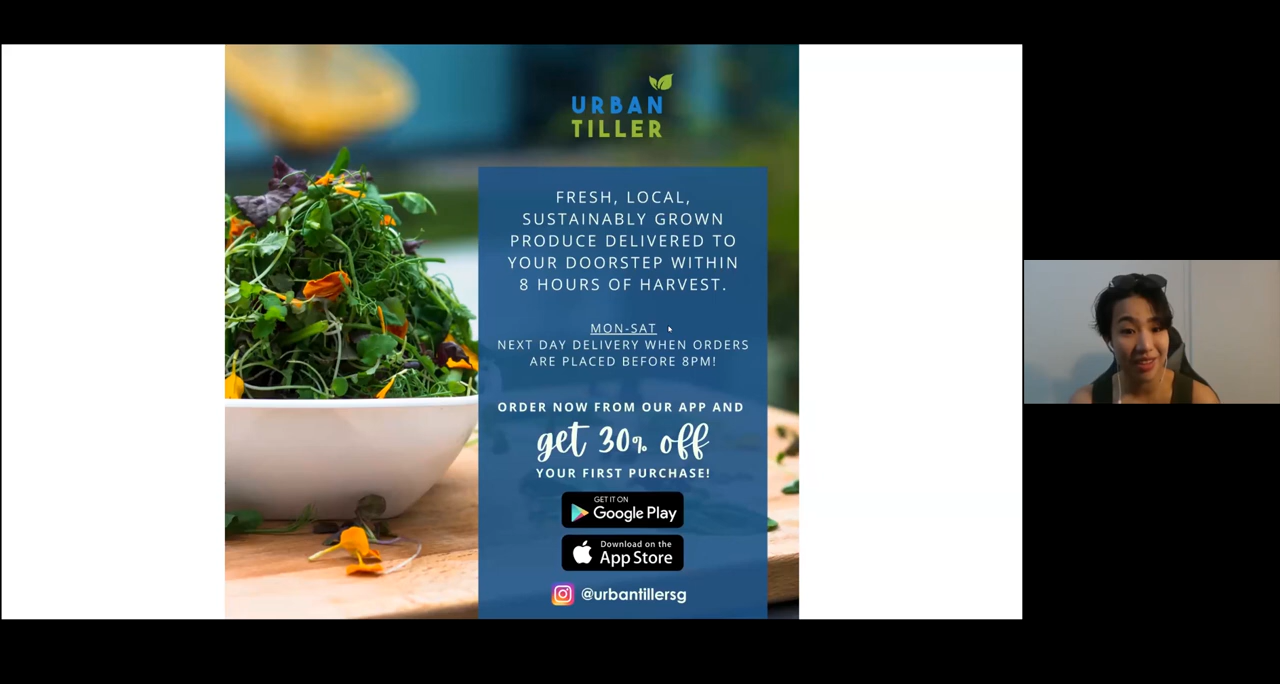 URBAN
TILLER
FRESH, LOCAL,
SUSTAINABLY GROWN
PRODUCE DELIVERED TO
YOUR DOORSTEP WITHIN
8 HOURS OF HARVEST.
MON-SAT
NEXT DAY DELIVERY WHEN ORDERS
ARE PLACED BEFORE 8PM!
ORDER NOW FROM OUR APP AND
get 30% off
YOUR FIRST PURCHASE!
GET IT ON
Google Play
Download on the
App Store
@urbantillersg